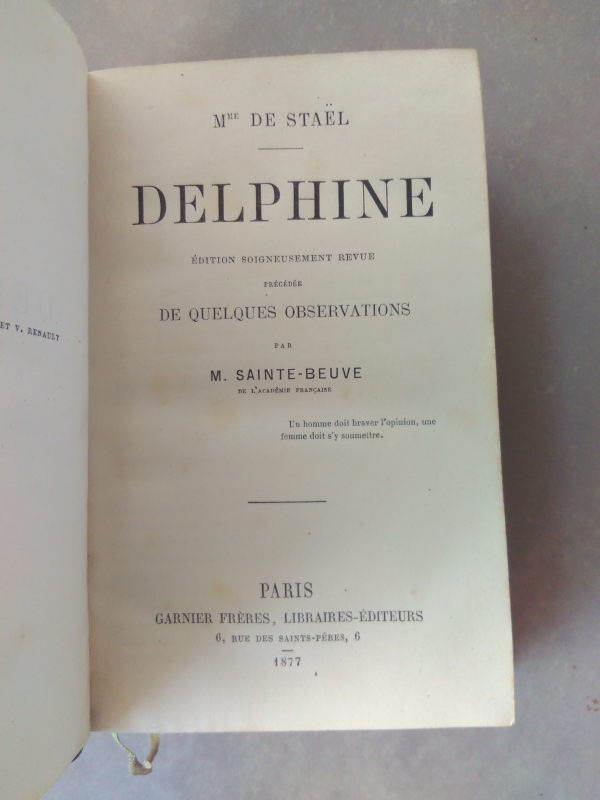 ET V. RENAULT
Mᴹᴱ DE STAËL
DELPHINE
ÉDITION SOIGNEUSEMENT REVUE
PRÉCÉDÉE
DE QUELQUES OBSERVATIONS
PAR
M. SAINTE-BEUVE
DE L'ACADÉMIE FRANÇAISE
Un homme doit braver l'opinion, une
femme doit s'y soumettre.
PARIS
GARNIER FRÈRES, LIBRAIRES-ÉDITEURS
6, RUE DES SAINTS-PÈRES, 6
1877